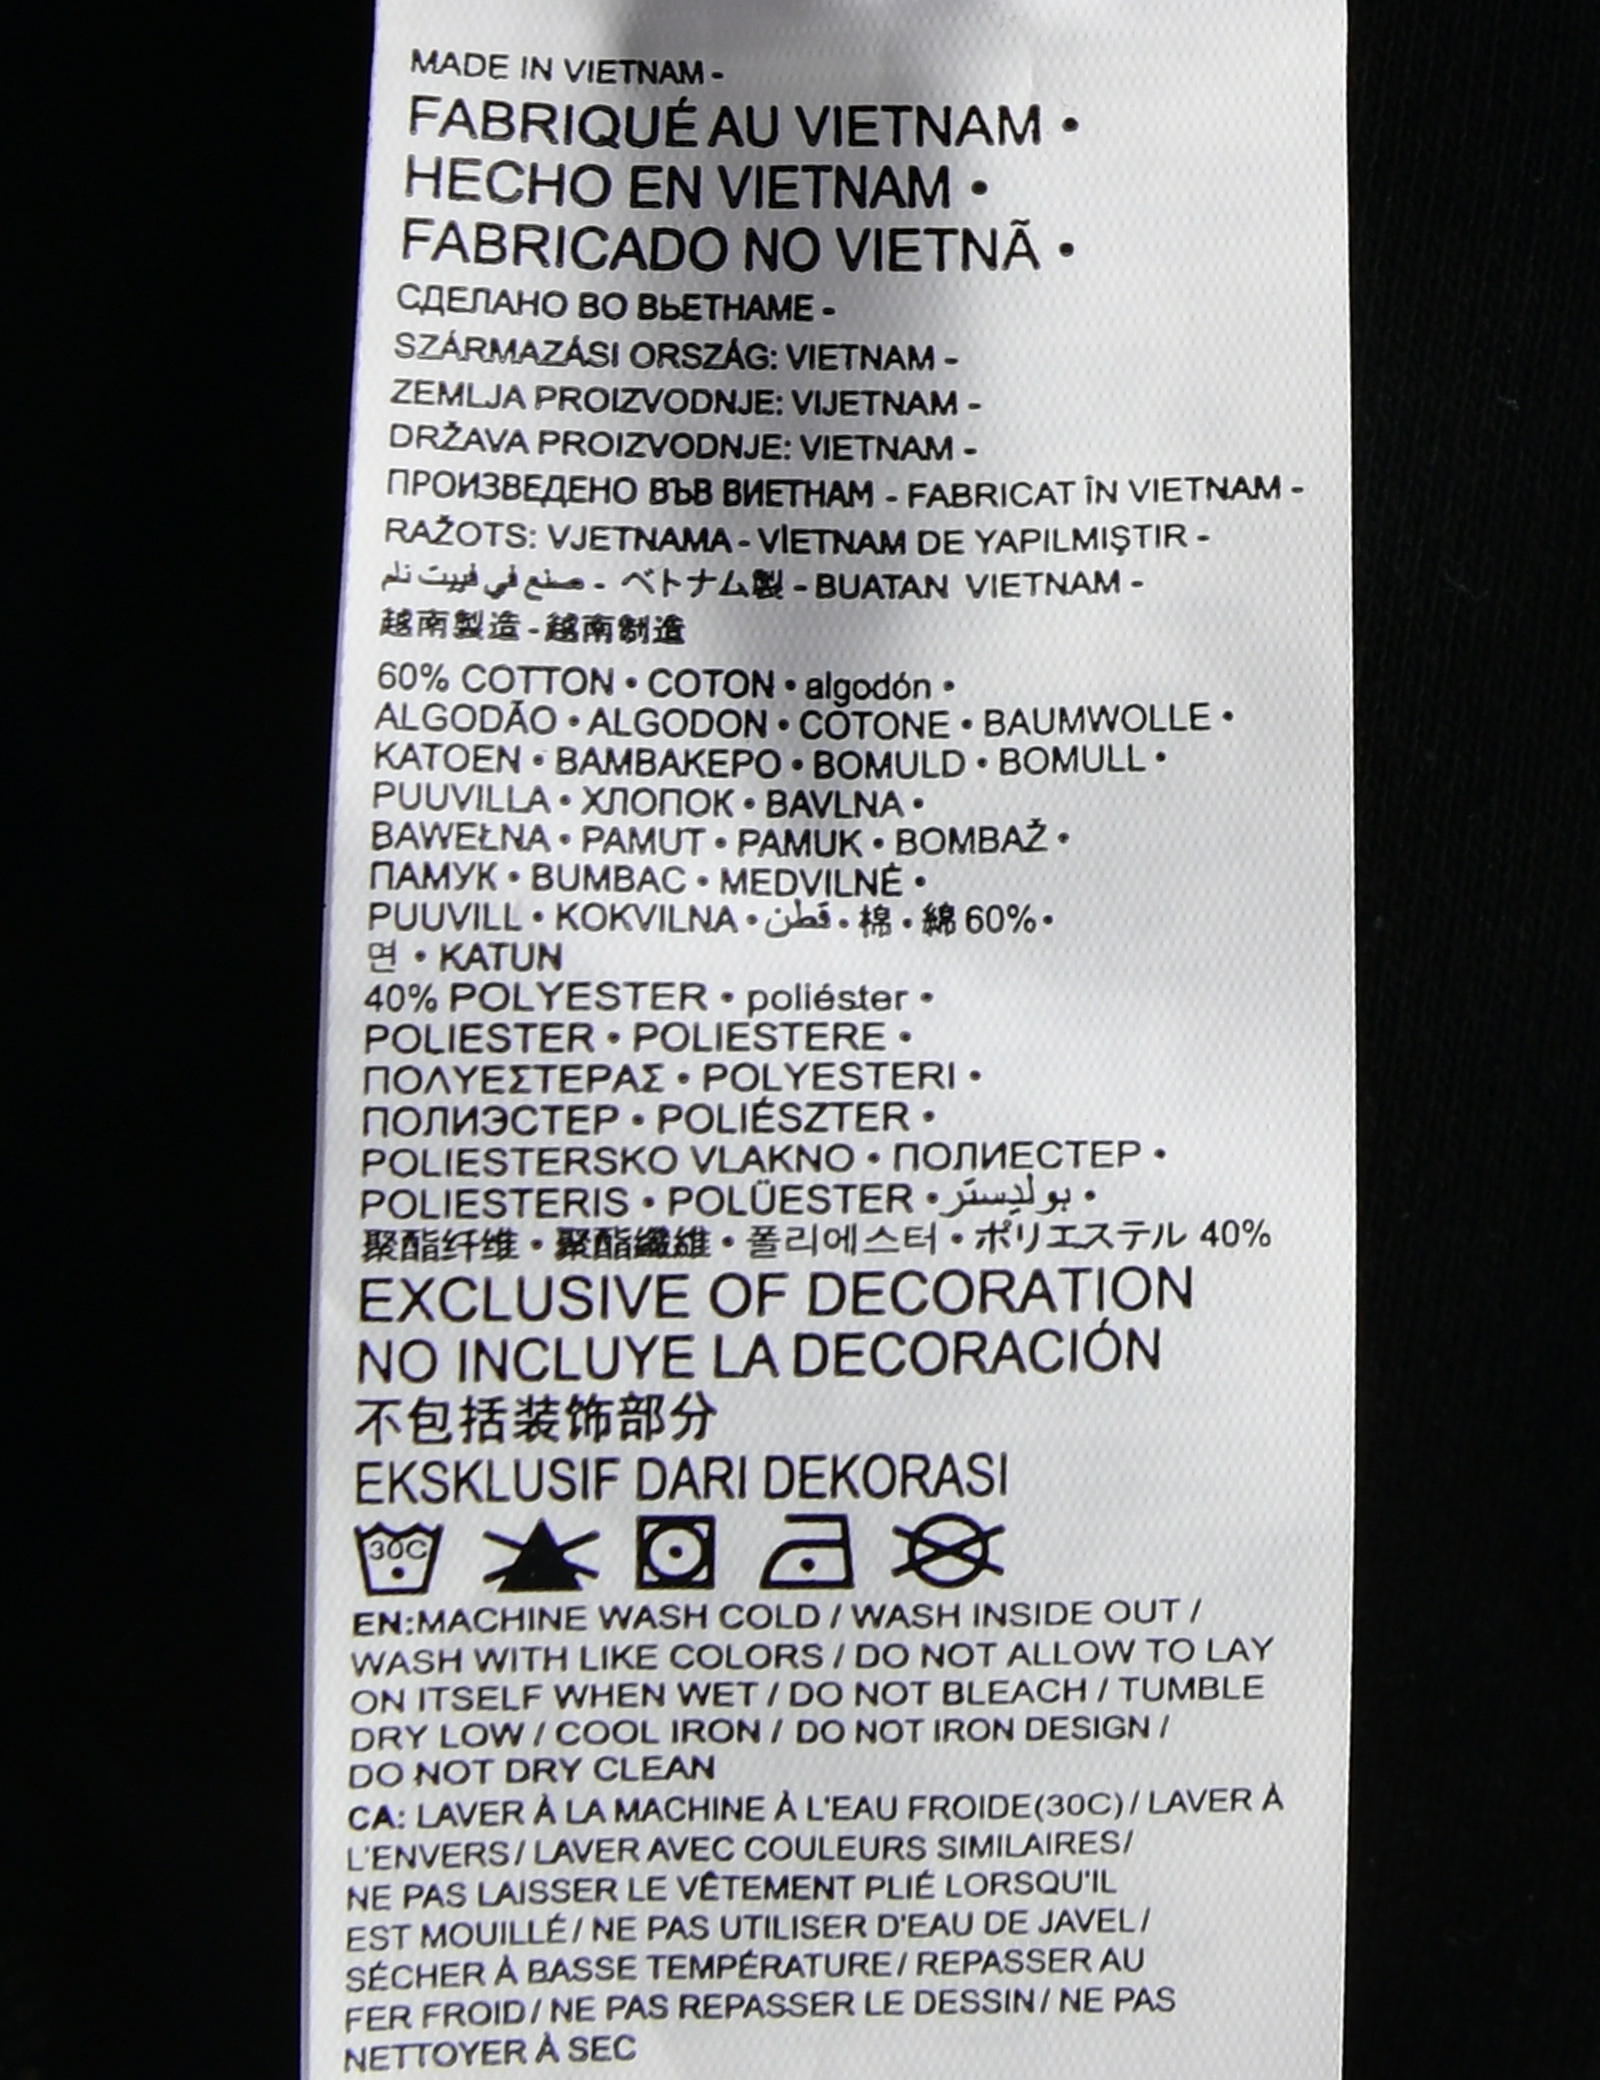 MADE IN VIETNAM -
FABRIQUÉ AU VIETNAM •
HECHO EN VIETNAM •
FABRICADO NO VIETNÃ •
СДЕЛАНО ВО ВЬЕТНАМЕ -
SZÁRMAZÁSI ORSZÁG: VIETNAM -
ZEMLJA PROIZVODNJE: VIJETNAM -
DRŽAVA PROIZVODNJE: VIETNAM -
ПРОИЗВЕДЕНО ВЪВ ВИЕТНАМ - FABRICAT ÎN VIETNAM -
RAŽOTS: VJETNAMA - VİETNAM DE YAPILMIŞTIR -
صنع في فييت نام - ベトナム製 - BUATAN VIETNAM -
越南製造 - 越南制造
60% COTTON • COTON • algodón •
ALGODÃO • ALGODON • COTONE • BAUMWOLLE •
KATOEN • ΒΑΜΒΑΚΕΡΟ • BOMULD • BOMULL •
PUUVILLA • ХЛОПОК • BAVLNA •
BAWEŁNA • PAMUT • PAMUK • BOMBAŽ •
ПАМУК • BUMBAC • MEDVILNĖ •
PUUVILL • KOKVILNA • قطن • 棉 • 綿 60% •
면 • KATUN
40% POLYESTER • poliéster •
POLIESTER • POLIESTERE •
ΠΟΛΥΕΣΤΕΡΑΣ • POLYESTERI •
ПОЛИЭСТЕР • POLIÉSZTER •
POLIESTERSKO VLAKNO • ПОЛИЕСТЕР •
POLIESTERIS • POLÜESTER • بوليستر •
聚酯纤维 • 聚酯纖維 • 폴리에스터 • ポリエステル 40%
EXCLUSIVE OF DECORATION
NO INCLUYE LA DECORACIÓN
不包括装饰部分
EKSKLUSIF DARI DEKORASI
30C
EN:MACHINE WASH COLD / WASH INSIDE OUT /
WASH WITH LIKE COLORS / DO NOT ALLOW TO LAY
ON ITSELF WHEN WET / DO NOT BLEACH / TUMBLE
DRY LOW / COOL IRON / DO NOT IRON DESIGN /
DO NOT DRY CLEAN
CA: LAVER À LA MACHINE À L'EAU FROIDE(30C) / LAVER À
L'ENVERS / LAVER AVEC COULEURS SIMILAIRES/
NE PAS LAISSER LE VÊTEMENT PLIÉ LORSQU'IL
EST MOUILLÉ / NE PAS UTILISER D'EAU DE JAVEL/
SÉCHER À BASSE TEMPÉRATURE / REPASSER AU
FER FROID / NE PAS REPASSER LE DESSIN / NE PAS
NETTOYER À SEC